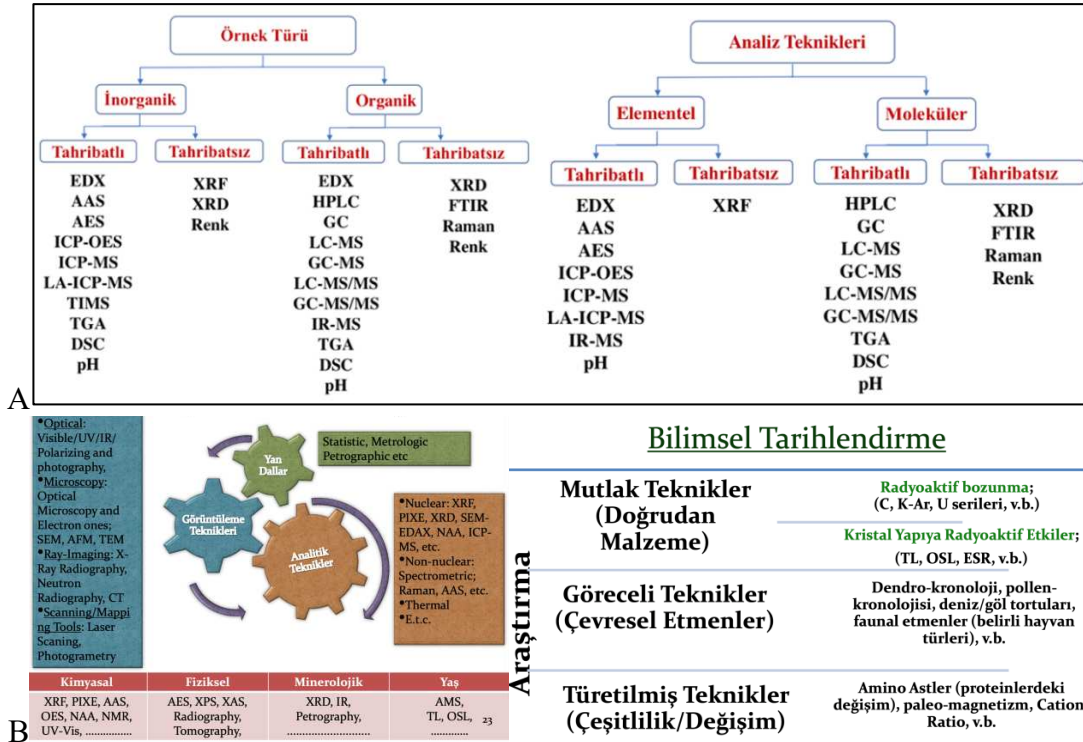 Örnek Türü
İnorganik
Organik
Tahribatlı
Tahribatsız
Tahribatlı
Tahribatsız
EDX
AAS
AES
ICP-OES
ICP-MS
LA-ICP-MS
TIMS
TGA
DSC
pH
XRF
XRD
Renk
EDX
HPLC
GC
LC-MS
GC-MS
LC-MS/MS
GC-MS/MS
IR-MS
TGA
DSC
pH
XRD
FTIR
Raman
Renk
Analiz Teknikleri
Elementel
Moleküler
Tahribatlı
Tahribatsız
Tahribatlı
Tahribatsız
EDX
AAS
AES
ICP-OES
ICP-MS
LA-ICP-MS
IR-MS
pH
XRF
HPLC
GC
LC-MS
GC-MS
LC-MS/MS
GC-MS/MS
TGA
DSC
pH
XRD
FTIR
Raman
Renk
A
•Optical:
Visible/UV/IR/
Polarizing and
photography,
•Microscopy:
Optical
Microscopy and
Electron ones;
SEM, AFM, TEM
•Ray-Imaging: X-
Ray Radiography,
Neutron
Radiography, CT
•Scanning/Mappi
ng Tools: Laser
Scaning,
Photogrametry
Yan
Dallar
Görüntüleme
Teknikleri
Analitik
Teknikler
Statistic, Metrologic
Petrographic etc
•Nuclear: XRF,
PIXE, XRD, SEM-
EDAX, NAA, ICP-
MS, etc.
•Non-nuclear:
Spectrometric;
Raman, AAS, etc.
•Thermal
•E.t.c.
Kimyasal
Fiziksel
Minerolojik
Yaş
XRF, PIXE, AAS,
OES, NAA, NMR,
UV-Vis, ................
AES, XPS, XAS,
Radiography,
Tomography,
XRD, IR,
Petrography,
........................
AMS,
TL, OSL,
.............
23
B
Bilimsel Tarihlendirme
Araştırma
Mutlak Teknikler
(Doğrudan
Malzeme)
Radyoaktif bozunma;
(C, K-Ar, U serileri, v.b.)
Kristal Yapıya Radyoaktif Etkiler;
(TL, OSL, ESR, v.b.)
Göreceli Teknikler
(Çevresel Etmenler)
Dendro-kronoloji, pollen-
kronolojisi, deniz/göl tortuları,
faunal etmenler (belirli hayvan
türleri), v.b.
Türetilmiş Teknikler
(Çeşitlilik/Değişim)
Amino Astler (proteinlerdeki
değişim), paleo-magnetizm, Cation
Ratio, v.b.